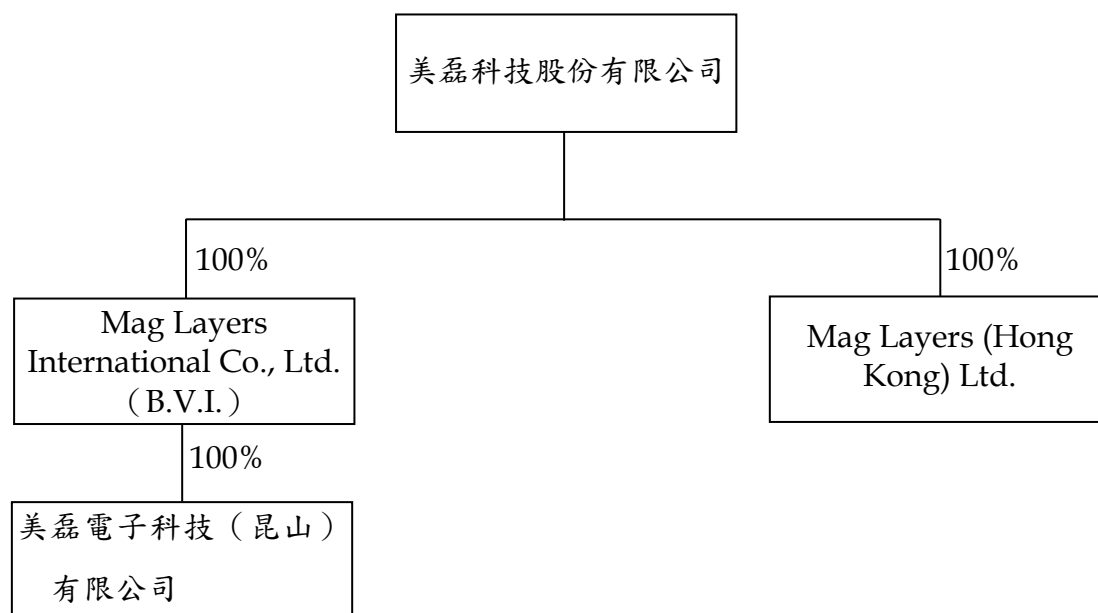 美磊科技股份有限公司
100%
100%
Mag Layers
International Co., Ltd.
（B.V.I.）
Mag Layers (Hong
Kong) Ltd.
100%
美磊電子科技（昆山）
有限公司